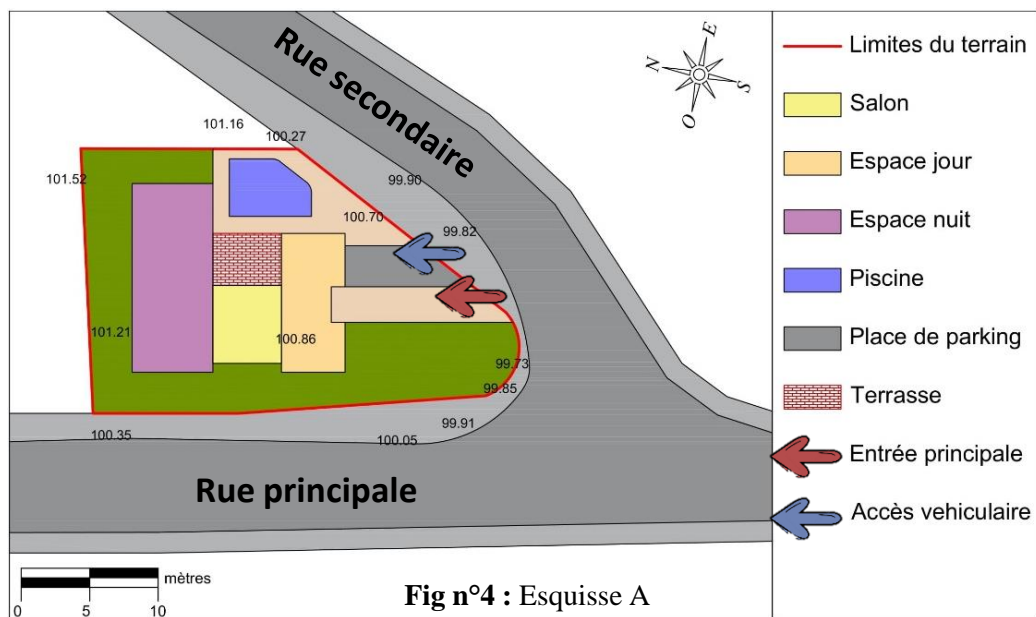 Rue secondaire
N
E
S
O
101.16
100.27
101.52
99.90
100.70
99.82
101.21
100.86
99.73
99.85
99.91
100.35
100.05
Rue principale
mètres
0 5 10
Limites du terrain
Salon
Espace jour
Espace nuit
Piscine
Place de parking
Terrasse
Entrée principale
Accès vehiculaire
Fig n°4 : Esquisse A